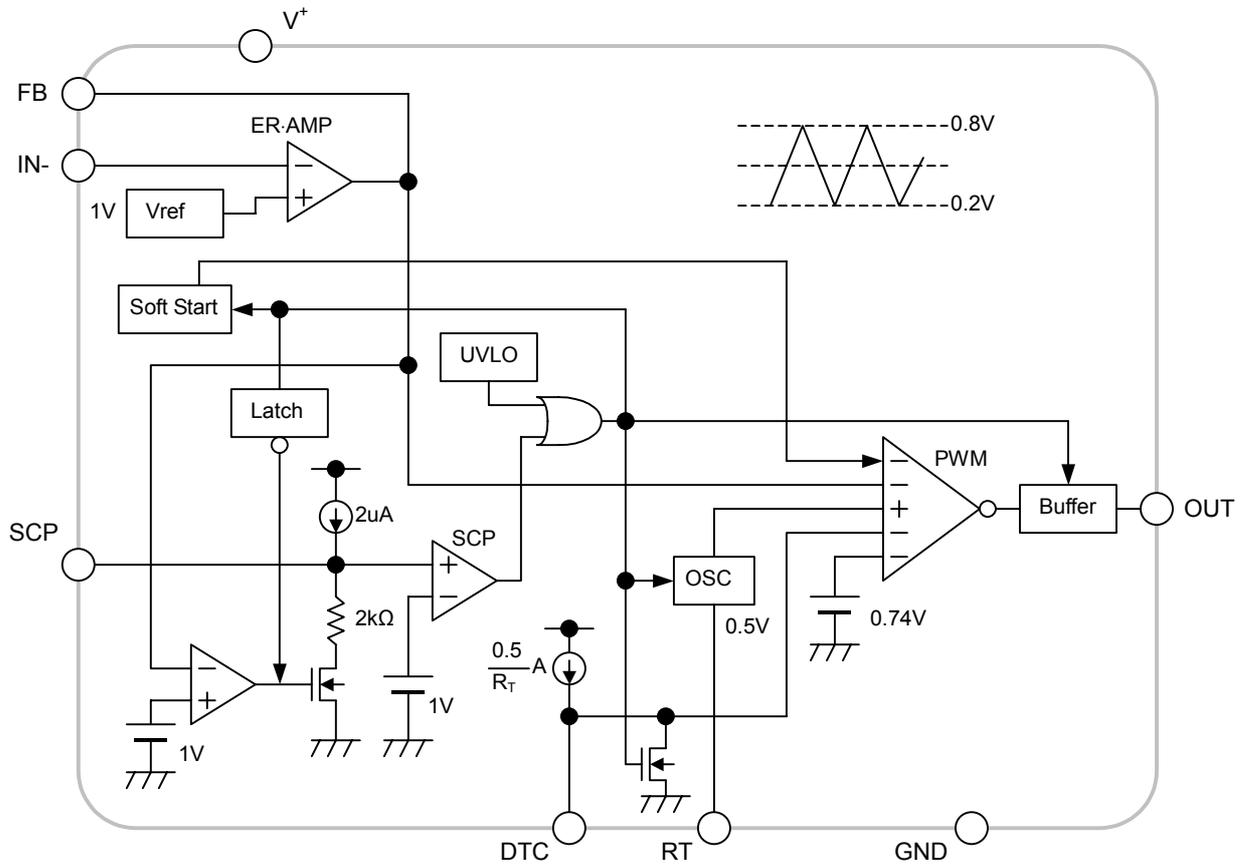 V+
FB
ER·AMP
0.8V
IN-
1V
Vref
0.2V
Soft Start
UVLO
Latch
PWM
2uA
Buffer
OUT
SCP
SCP
OSC
2kΩ
0.5V
0.74V
0.5
RT
A
1V
1V
DTC
RT
GND